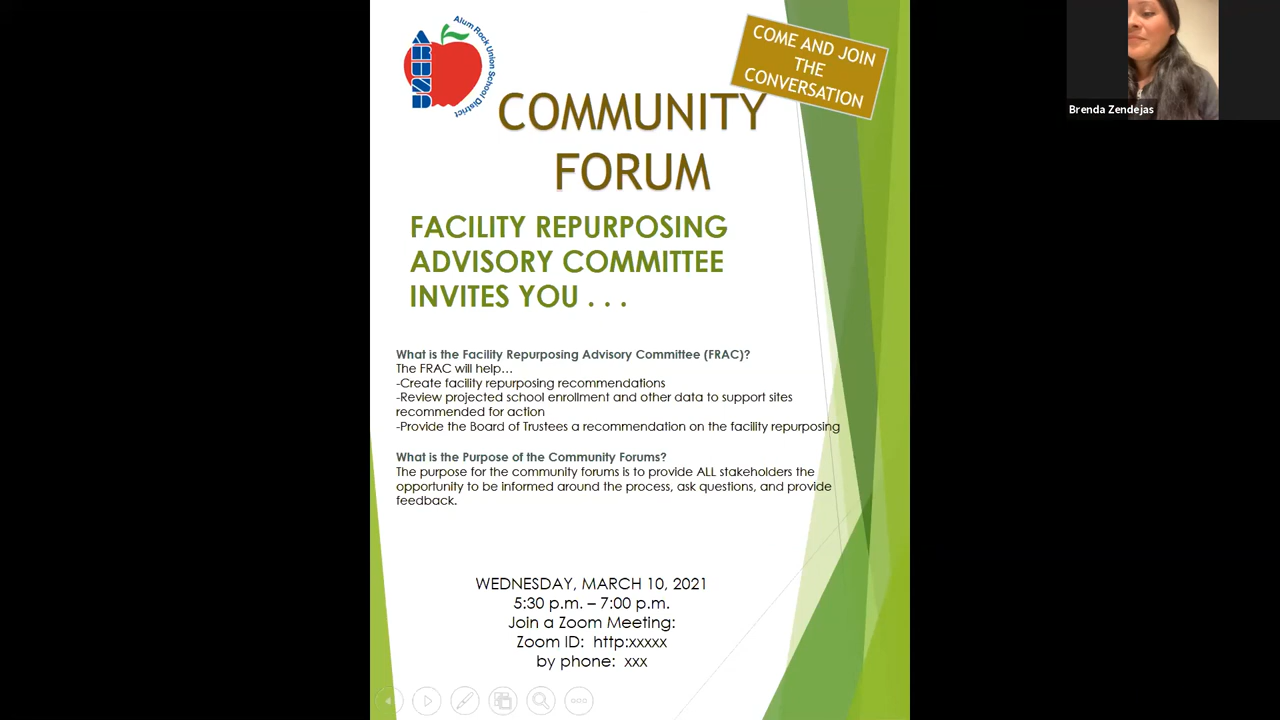 Alum Rock Union School District
ARUSD
COME AND JOIN
THE
CONVERSATION
COMMUNITY
FORUM
FACILITY REPURPOSING
ADVISORY COMMITTEE
INVITES YOU . . .
What is the Facility Repurposing Advisory Committee (FRAC)?
The FRAC will help…
-Create facility repurposing recommendations
-Review projected school enrollment and other data to support sites
recommended for action
-Provide the Board of Trustees a recommendation on the facility repurposing
What is the Purpose of the Community Forums?
The purpose for the community forums is to provide ALL stakeholders the
opportunity to be informed around the process, ask questions, and provide
feedback.
WEDNESDAY, MARCH 10, 2021
5:30 p.m. – 7:00 p.m.
Join a Zoom Meeting:
Zoom ID:  http:xxxxx
by phone:  xxx
Brenda Zendejas